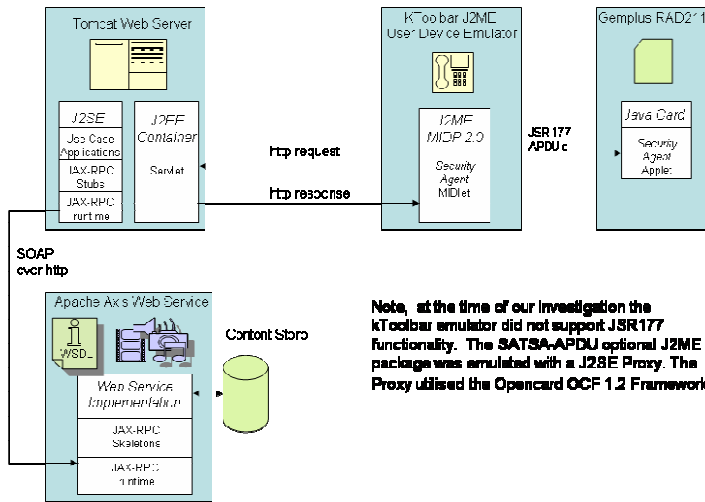 Tomcat Web Server
J2SE
Use Case
Applications
JAX-RPC
Stubs
JAX-RPC
runtime
J2EE
Container
Servlet
http request
http response
KToolbar J2ME
User Device Emulator
J2ME
MIDP 2.0
Security
Agent
MIDlet
JSR177
APDUs
Gemplus RAD211
Java Card
Security
Agent
Applet
SOAP
over http
Apache Axis Web Service
WSDL
Web Service
Implementation
JAX-RPC
Skeletons
JAX-RPC
runtime
Content Store
Note, at the time of our investigation the
kToolbar emulator did not support JSR177
functionality. The SATSA-APDU optional J2ME
package was emulated with a J2SE Proxy. The
Proxy utilised the Opencard OCF 1.2 Framework